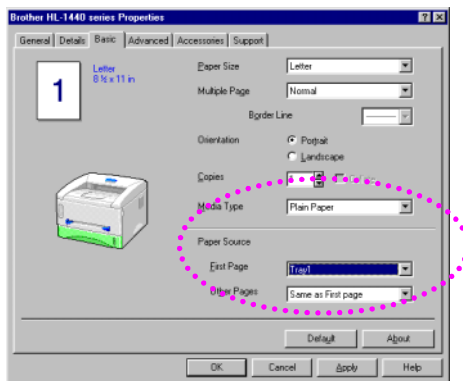 Brother HL-1440 series Properties
General Details Basic Advanced Accessories Support
1
Letter
8 ½ x 11 in
Paper Size Letter
Multiple Page Normal
Border Line
Orientation Portrait
Landscape
Copies
Media Type Plain Paper
Paper Source
First Page Tray1
Other Pages Same as First page
Default About
OK Cancel Apply Help